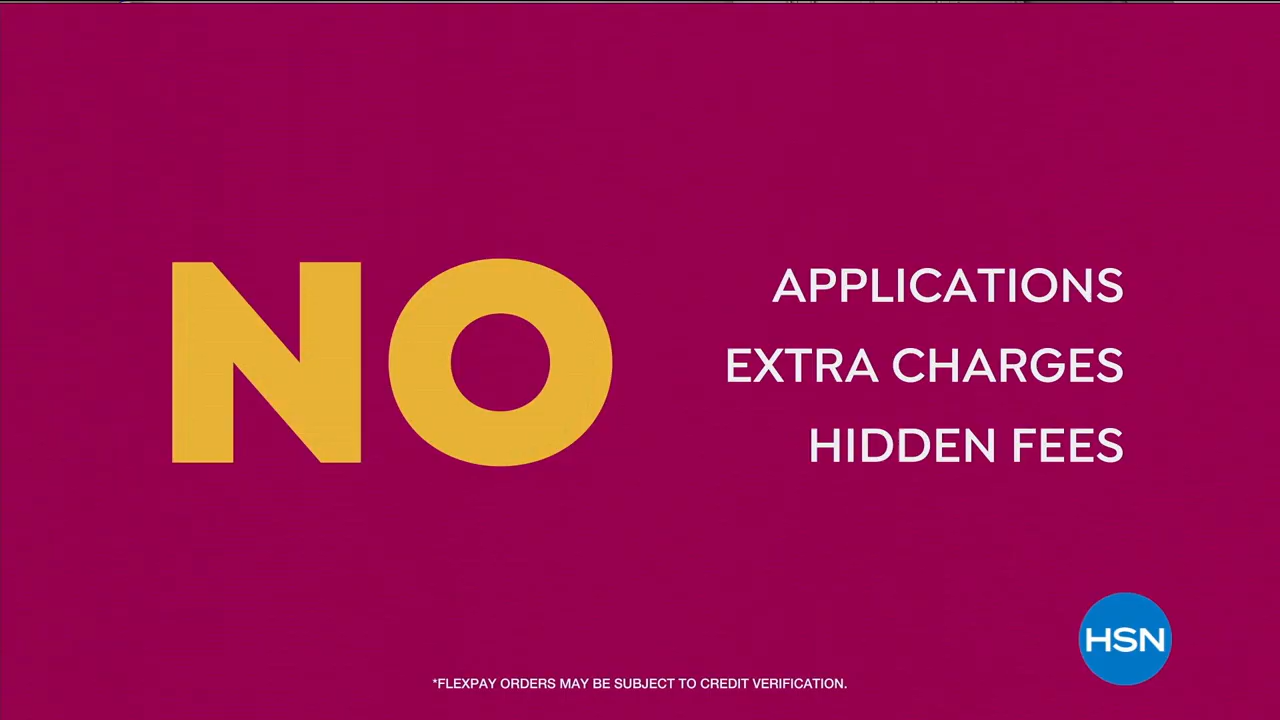 NO
APPLICATIONS
EXTRA CHARGES
HIDDEN FEES
HSN
*FLEXPAY ORDERS MAY BE SUBJECT TO CREDIT VERIFICATION.